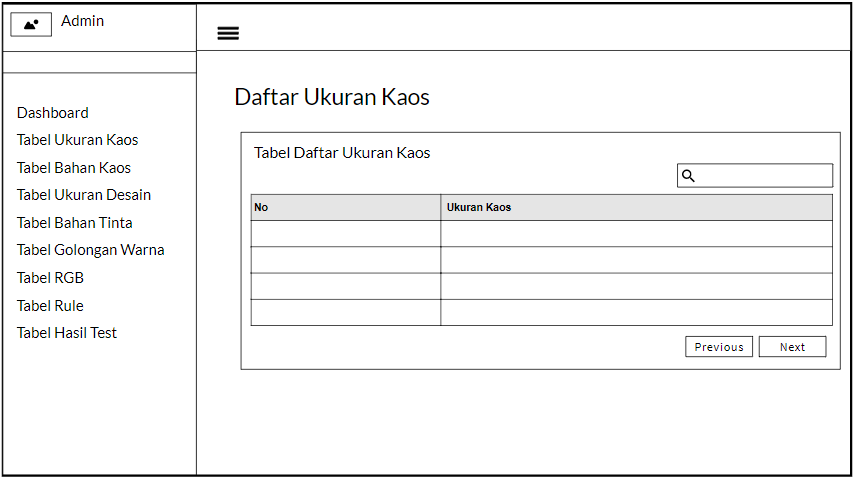 Admin
Dashboard
Tabel Ukuran Kaos
Tabel Bahan Kaos
Tabel Ukuran Desain
Tabel Bahan Tinta
Tabel Golongan Warna
Tabel RGB
Tabel Rule
Tabel Hasil Test
Daftar Ukuran Kaos
Tabel Daftar Ukuran Kaos
No Ukuran Kaos
Previous Next